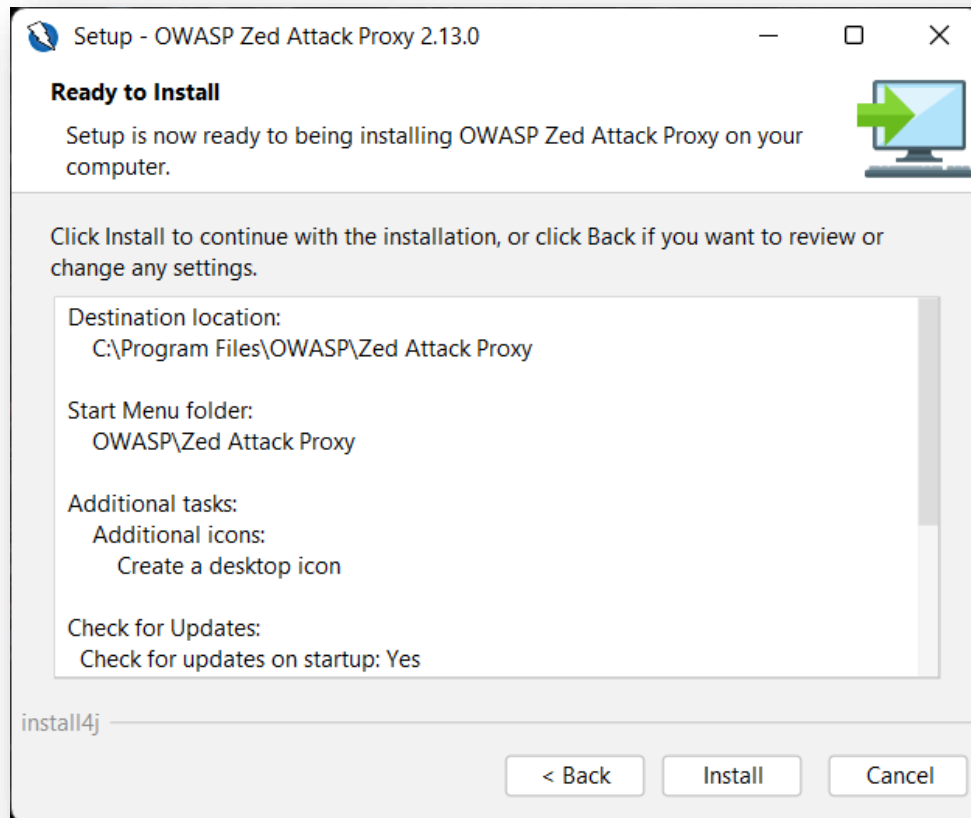 Setup - OWASP Zed Attack Proxy 2.13.0
Ready to Install
Setup is now ready to being installing OWASP Zed Attack Proxy on your
computer.
Click Install to continue with the installation, or click Back if you want to review or
change any settings.
Destination location:
C:\Program Files\OWASP\Zed Attack Proxy
Start Menu folder:
OWASP\Zed Attack Proxy
Additional tasks:
Additional icons:
Create a desktop icon
Check for Updates:
Check for updates on startup: Yes
install4j
< Back Install Cancel